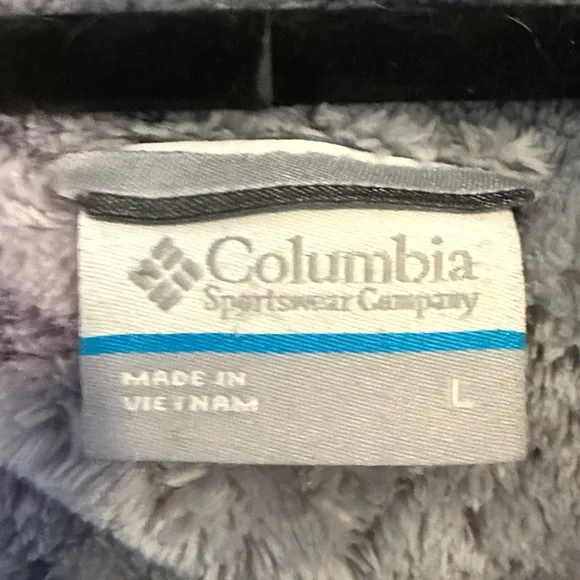 Columbia
Sportswear Company
MADE IN
VIETNAM
L